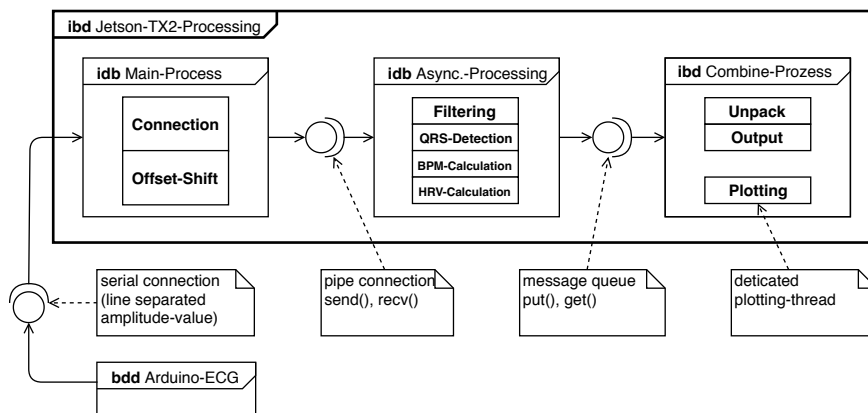 ibd Jetson-TX2-Processing
idb Main-Process
Connection
Offset-Shift
idb Async.-Processing
Filtering
QRS-Detection
BPM-Calculation
HRV-Calculation
ibd Combine-Prozess
Unpack
Output
Plotting
serial connection
(line separated
amplitude-value)
pipe connection
send(), recv()
message queue
put(), get()
deticated
plotting-thread
bdd Arduino-ECG